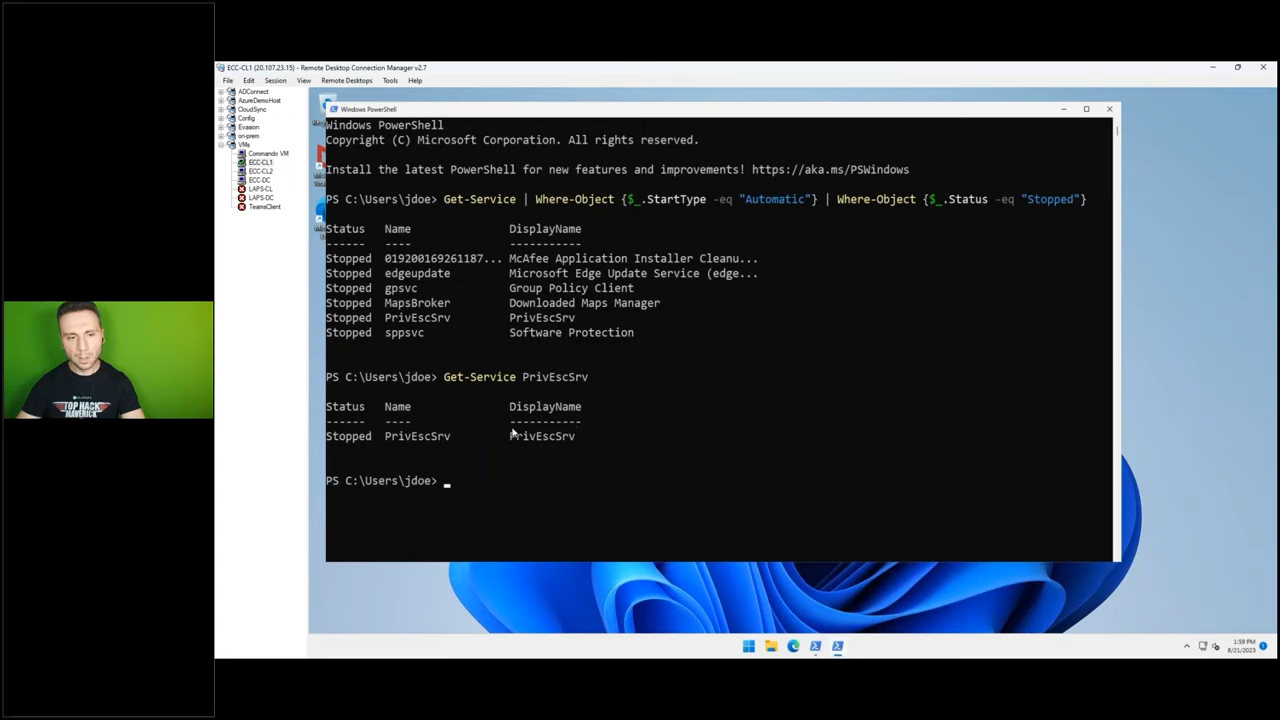 ECC-CL1 (20.107.23.15) - Remote Desktop Connection Manager v2.7
File Edit Session View Remote Desktops Tools Help
ADConnect
AzureDemoHost
CloudSync
Config
Evasion
on-prem
VMs
Commando VM
ECC-CL1
ECC-CL2
ECC-DC
LAPS-CL
LAPS-DC
TeamsClient
Windows PowerShell
Windows PowerShell
Copyright (C) Microsoft Corporation. All rights reserved.
Install the latest PowerShell for new features and improvements! https://aka.ms/PSWindows
PS C:\Users\jdoe> Get-Service | Where-Object {$_.StartType -eq "Automatic"} | Where-Object {$_.Status -eq "Stopped"}
Status Name DisplayName
------ ---- -----------
Stopped 019200169261187... McAfee Application Installer Cleanu...
Stopped edgeupdate Microsoft Edge Update Service (edge...
Stopped gpsvc Group Policy Client
Stopped MapsBroker Downloaded Maps Manager
Stopped PrivEscSrv PrivEscSrv
Stopped sppsvc Software Protection
PS C:\Users\jdoe> Get-Service PrivEscSrv
Status Name DisplayName
------ ---- -----------
Stopped PrivEscSrv PrivEscSrv
PS C:\Users\jdoe>
TOP HACK
MAVERICK
1:59 PM
8/21/2023